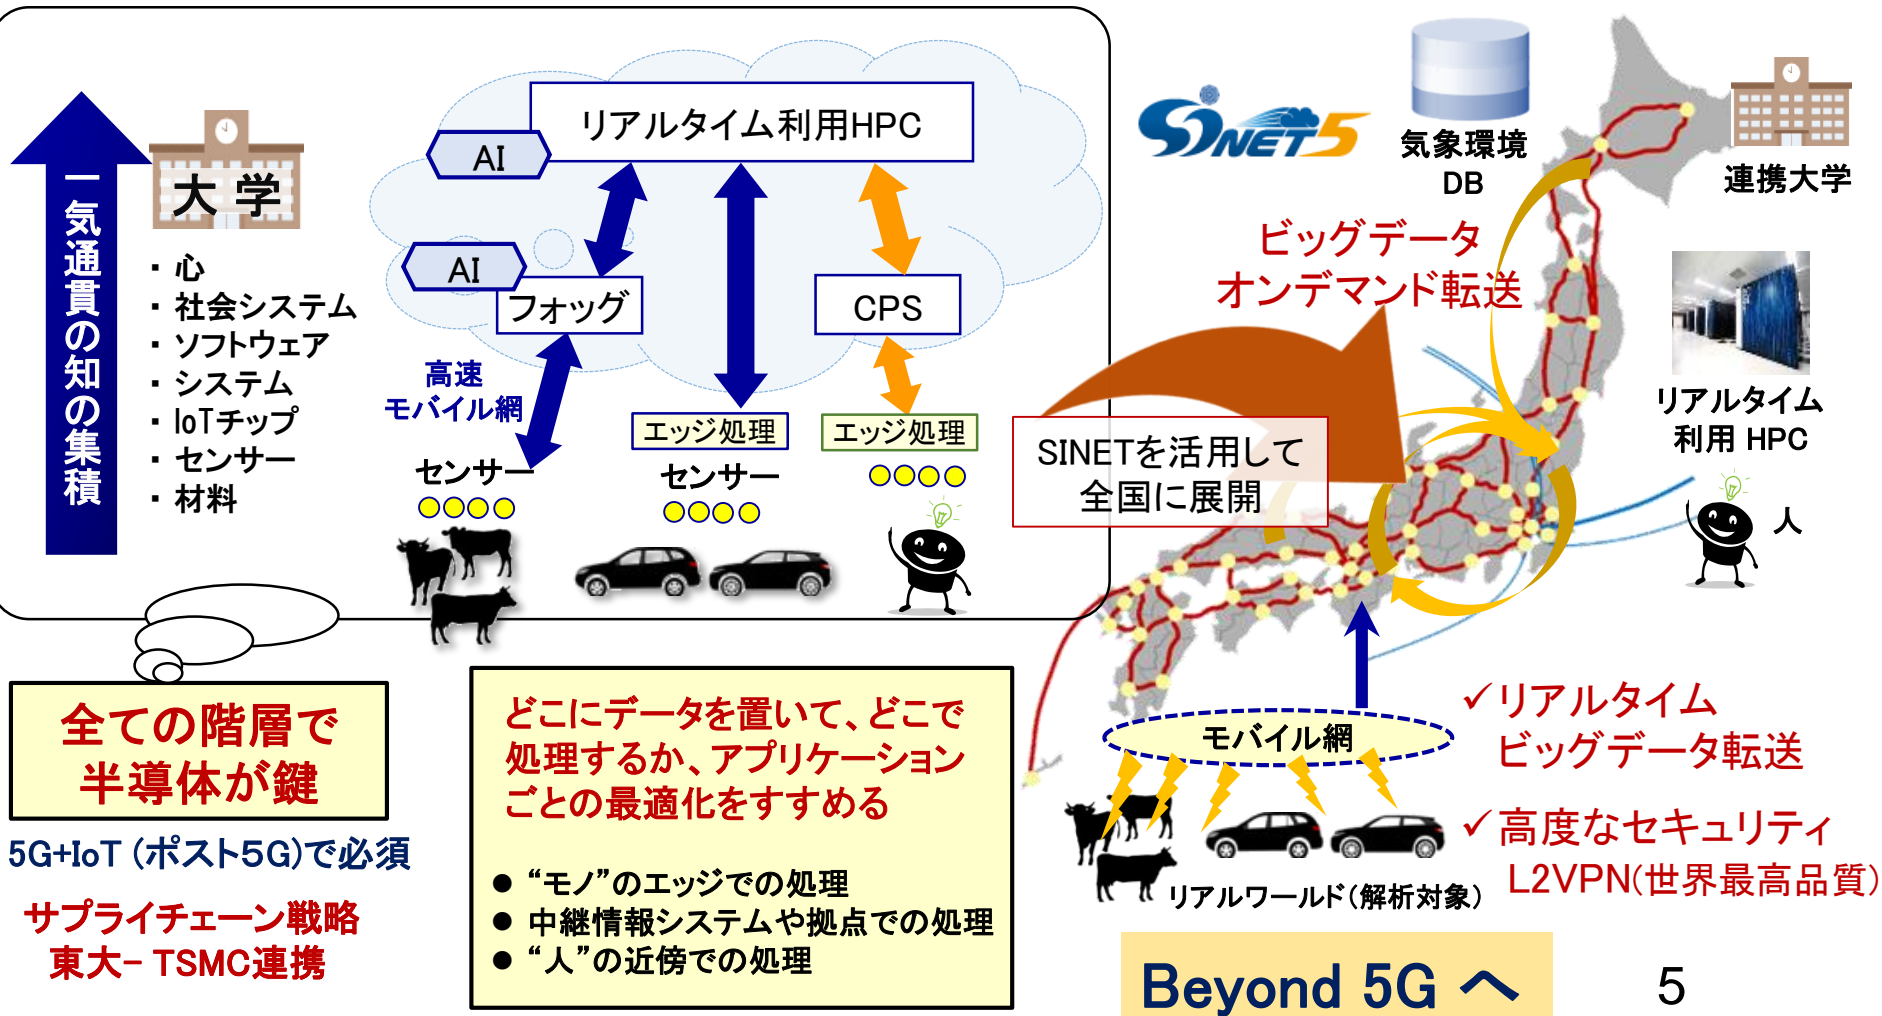 一気通貫の知の集積
大 学
・ 心
・ 社会システム
・ ソフトウェア
・ システム
・ IoTチップ
・ センサー
・ 材料
リアルタイム利用HPC
AI
AI
フォッグ
CPS
高速
モバイル網
エッジ処理
エッジ処理
センサー
センサー
SINET5
気象環境
DB
連携大学
ビッグデータ
オンデマンド転送
リアルタイム
利用 HPC
人
SINETを活用して
全国に展開
全ての階層で
半導体が鍵
5G+IoT (ポスト5G)で必須
サプライチェーン戦略
東大− TSMC連携
どこにデータを置いて、どこで
処理するか、アプリケーション
ごとの最適化をすすめる
● “モノ”のエッジでの処理
● 中継情報システムや拠点での処理
● “人”の近傍での処理
モバイル網
リアルワールド(解析対象)
✓リアルタイム
ビッグデータ転送
✓高度なセキュリティ
L2VPN(世界最高品質)
Beyond 5G へ
5